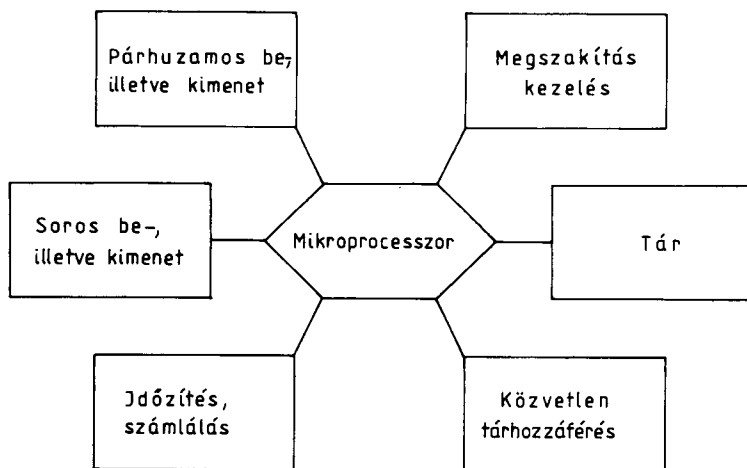 Párhuzamos be-,
illetve kimenet
Megszakítás
kezelés
Soros be-,
illetve kimenet
Mikroprocesszor
Tár
Időzítés,
számlálás
Közvetlen
tárhozzáférés